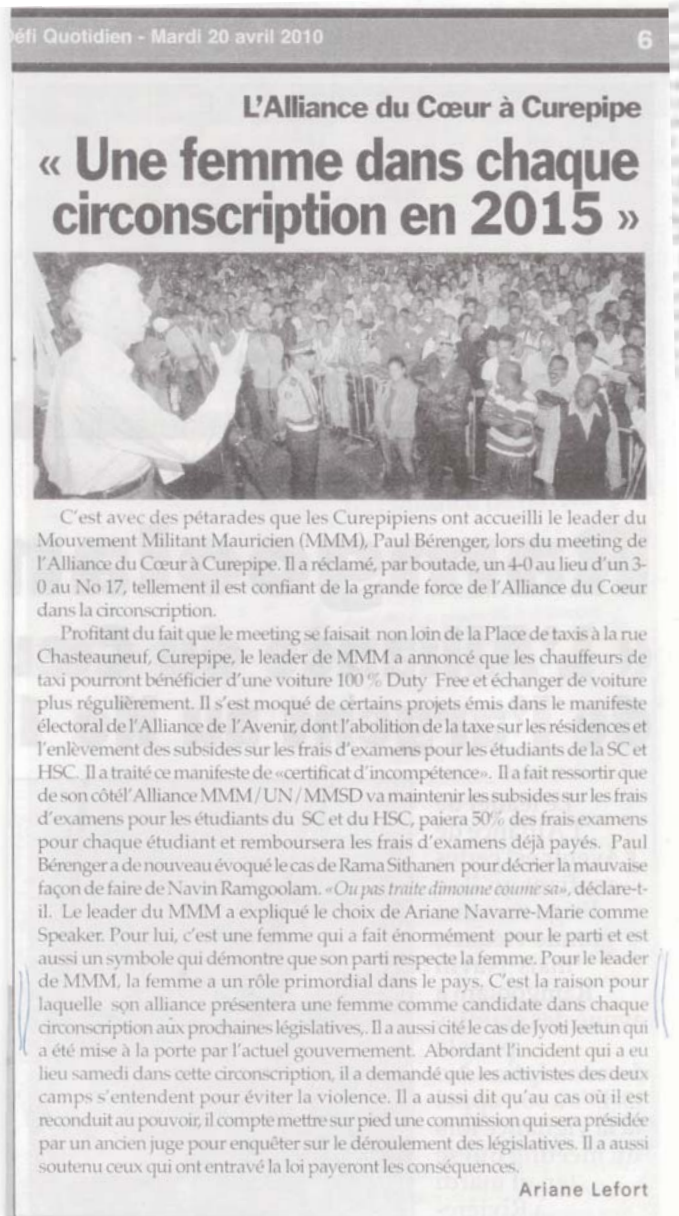 éfi Quotidien - Mardi 20 avril 2010 6
L'Alliance du Cœur à Curepipe
« Une femme dans chaque
circonscription en 2015 »
C'est avec des pétarades que les Curepipiens ont accueilli le leader du
Mouvement Militant Mauricien (MMM), Paul Bérenger, lors du meeting de
l'Alliance du Cœur à Curepipe. Il a réclamé, par boutade, un 4-0 au lieu d'un 3-
0 au No 17, tellement il est confiant de la grande force de l'Alliance du Coeur
dans la circonscription.
Profitant du fait que le meeting se faisait non loin de la Place de taxis à la rue
Chasteauneuf, Curepipe, le leader de MMM a annoncé que les chauffeurs de
taxi pourront bénéficier d'une voiture 100 % Duty Free et échanger de voiture
plus régulièrement. Il s'est moqué de certains projets émis dans le manifeste
électoral de l'Alliance de l'Avenir, dont l'abolition de la taxe sur les résidences et
l'enlèvement des subsides sur les frais d'examens pour les étudiants de la SC et
HSC. Il a traité ce manifeste de «certificat d'incompétence». Il a fait ressortir que
de son côtél'Alliance MMM/UN/MMSD va maintenir les subsides sur les frais
d'examens pour les étudiants du SC et du HSC, paiera 50% des frais examens
pour chaque étudiant et remboursera les frais d'examens déjà payés. Paul
Bérenger a de nouveau évoqué le cas de Rama Sithanen pour décrier la mauvaise
façon de faire de Navin Ramgoolam. «Ou pas traite dimoune coume sa», déclare-t-
il. Le leader du MMM a expliqué le choix de Ariane Navarre-Marie comme
Speaker. Pour lui, c'est une femme qui a fait énormément pour le parti et est
aussi un symbole qui démontre que son parti respecte la femme. Pour le leader
de MMM, la femme a un rôle primordial dans le pays. C'est la raison pour
laquelle son alliance présentera une femme comme candidate dans chaque
circonscription aux prochaines législatives,. Il a aussi cité le cas de Jyoti Jeetun qui
a été mise à la porte par l'actuel gouvernement. Abordant l'incident qui a eu
lieu samedi dans cette circonscription, il a demandé que les activistes des deux
camps s'entendent pour éviter la violence. Il a aussi dit qu'au cas où il est
reconduit au pouvoir, il compte mettre sur pied une commission qui sera présidée
par un ancien juge pour enquêter sur le déroulement des législatives. Il a aussi
soutenu ceux qui ont entravé la loi payeront les conséquences.
Ariane Lefort